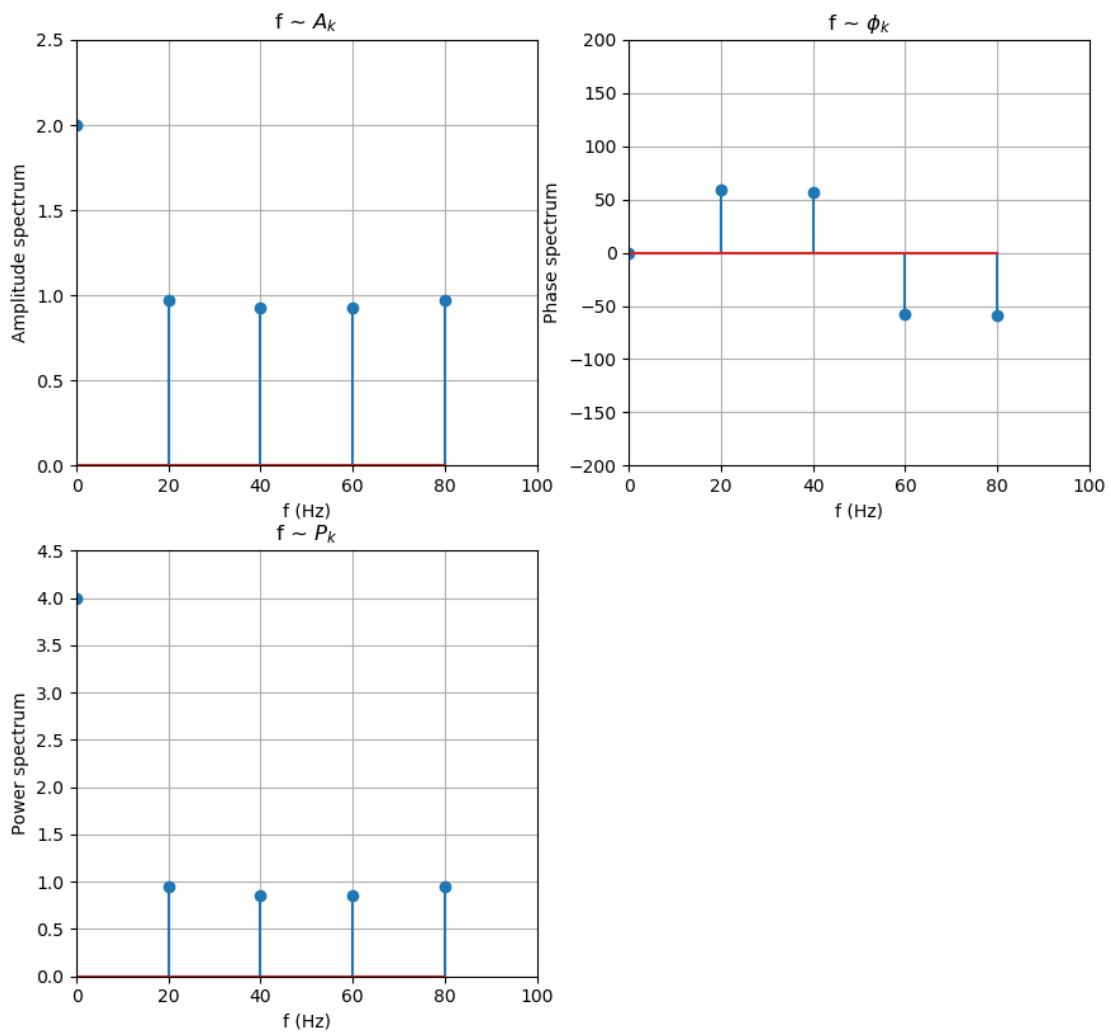 f ~ A_k
2.5
2.0
1.5
1.0
0.5
0.0
Amplitude spectrum
0 20 40 60 80 100
f (Hz)
f ~ ϕ_k
200
150
100
50
0
−50
−100
−150
−200
Phase spectrum
0 20 40 60 80 100
f (Hz)
f ~ P_k
4.5
4.0
3.5
3.0
2.5
2.0
1.5
1.0
0.5
0.0
Power spectrum
0 20 40 60 80 100
f (Hz)